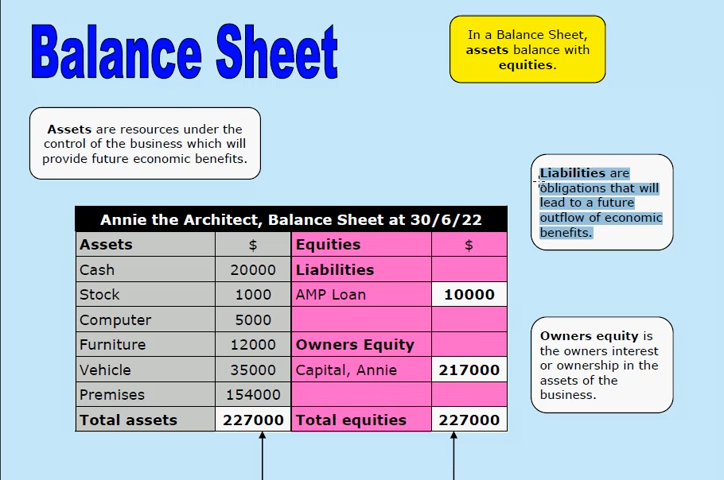 Balance Sheet
In a Balance Sheet,
assets balance with
equities.
Assets are resources under the
control of the business which will
provide future economic benefits.
Liabilities are
obligations that will
lead to a future
outflow of economic
benefits.
Annie the Architect, Balance Sheet at 30/6/22
Assets $ Equities $
Cash 20000 Liabilities
Stock 1000 AMP Loan 10000
Computer 5000
Furniture 12000 Owners Equity
Vehicle 35000 Capital, Annie 217000
Premises 154000
Total assets 227000 Total equities 227000
Owners equity is
the owners interest
or ownership in the
assets of the
business.